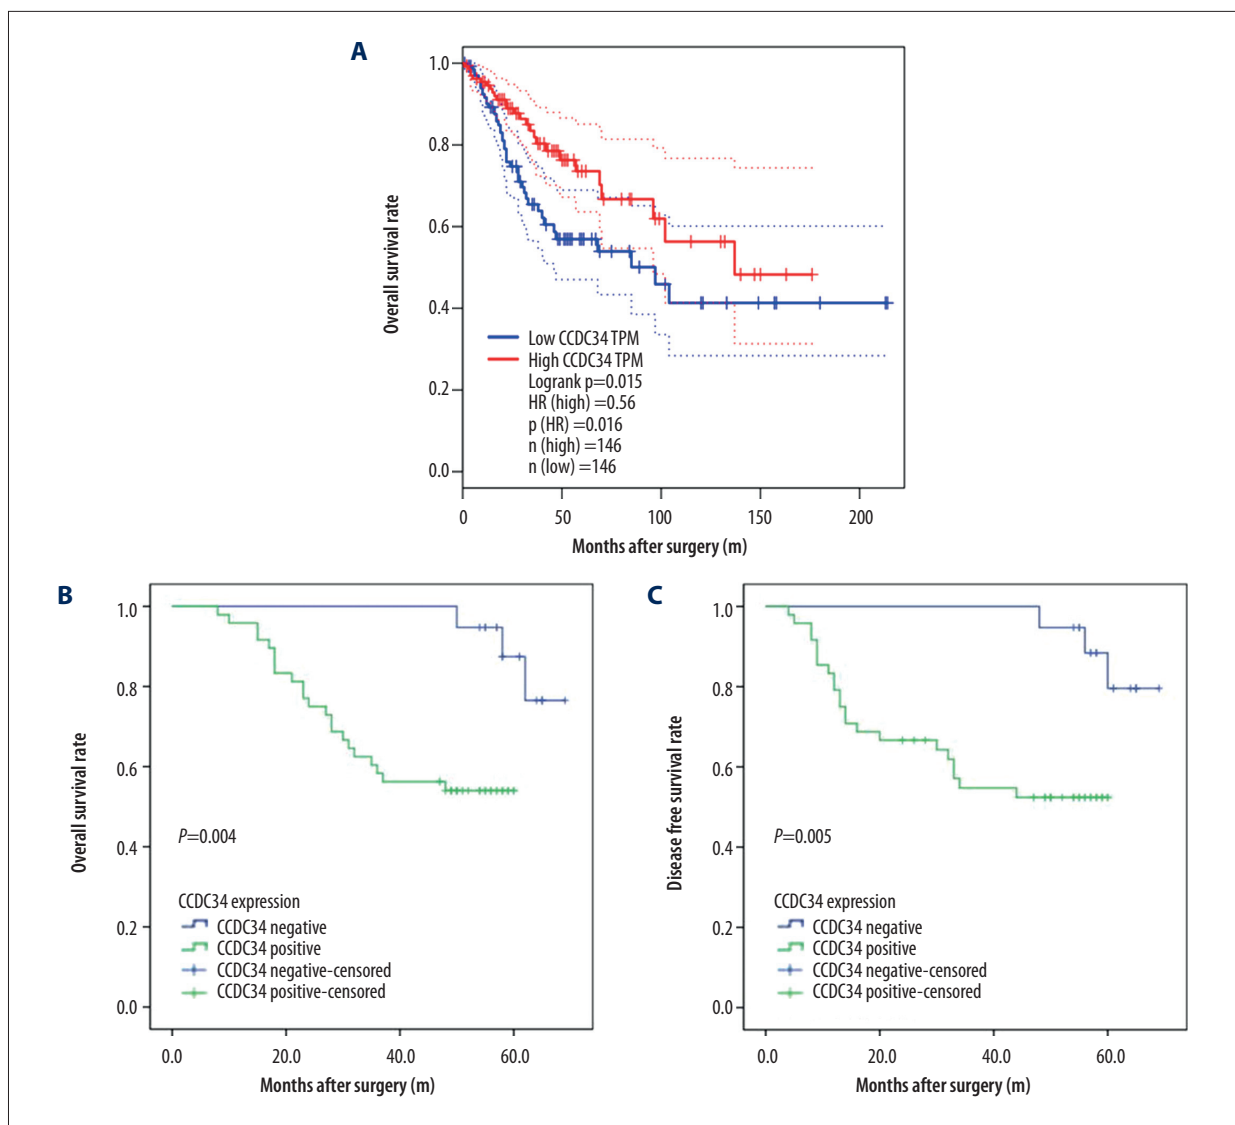 A
1.0
0.8
0.6
0.4
0.2
0.0
Overall survival rate
Low CCDC34 TPM
High CCDC34 TPM
Logrank p=0.015
HR (high) =0.56
p (HR) =0.016
n (high) =146
n (low) =146
0 50 100 150 200
Months after surgery (m)
B
1.0
0.8
0.6
0.4
0.2
0.0
Overall survival rate
P=0.004
CCDC34 expression
CCDC34 negative
CCDC34 positive
CCDC34 negative-censored
CCDC34 positive-censored
0.0 20.0 40.0 60.0
Months after surgery (m)
C
1.0
0.8
0.6
0.4
0.2
0.0
Disease free survival rate
P=0.005
CCDC34 expression
CCDC34 negative
CCDC34 positive
CCDC34 negative-censored
CCDC34 positive-censored
0.0 20.0 40.0 60.0
Months after surgery (m)